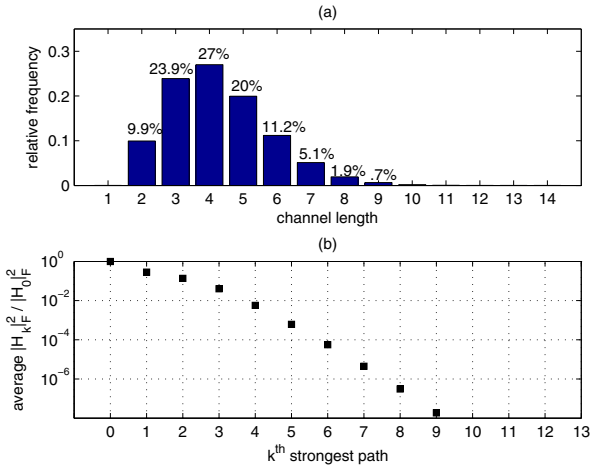 (a)
relative frequency
0.3
0.2
0.1
0
9.9%
23.9%
27%
20%
11.2%
5.1%
1.9%
.7%
1 2 3 4 5 6 7 8 9 10 11 12 13 14
channel length
(b)
average |H_k|_F^2 / |H_0|_F^2
10^0
10^-2
10^-4
10^-6
0 1 2 3 4 5 6 7 8 9 10 11 12 13
k^th strongest path